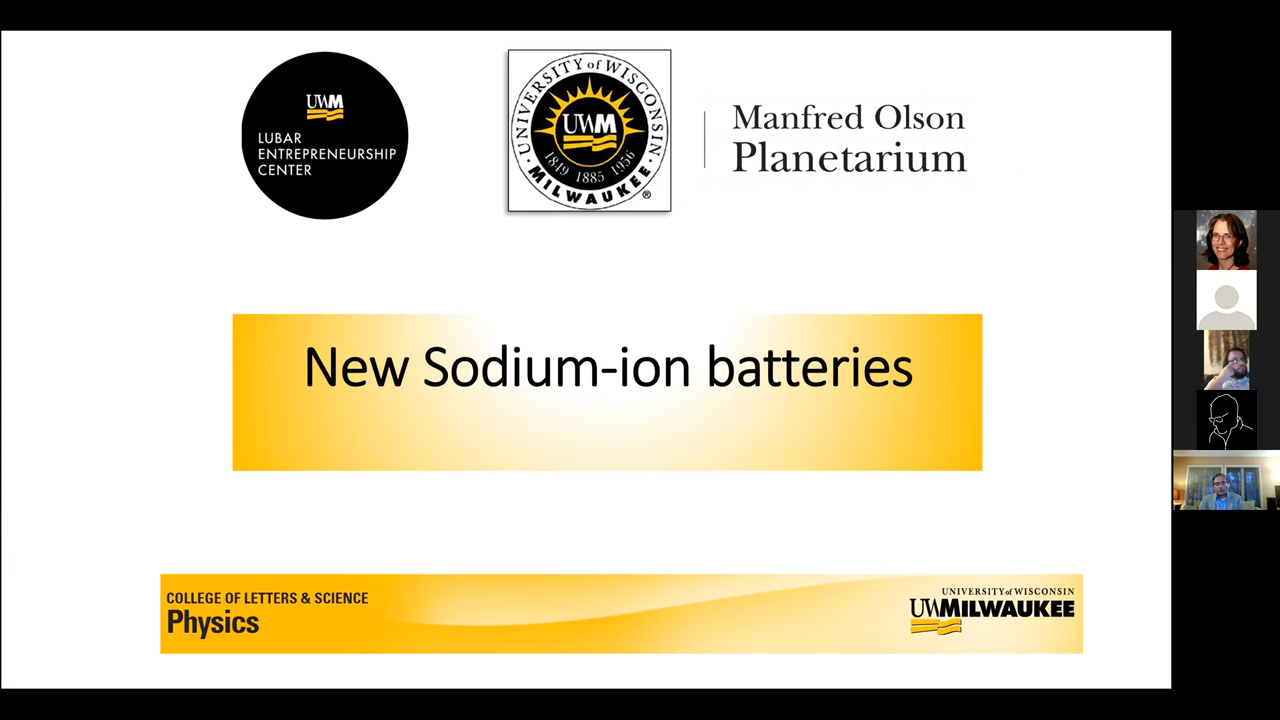 UWM
LUBAR
ENTREPRENEURSHIP
CENTER
UNIVERSITY of WISCONSIN
UWM
1849 1885 1956
MILWAUKEE®
Manfred Olson
Planetarium
New Sodium-ion batteries
COLLEGE OF LETTERS & SCIENCE
Physics
UNIVERSITY of WISCONSIN
UWMILWAUKEE